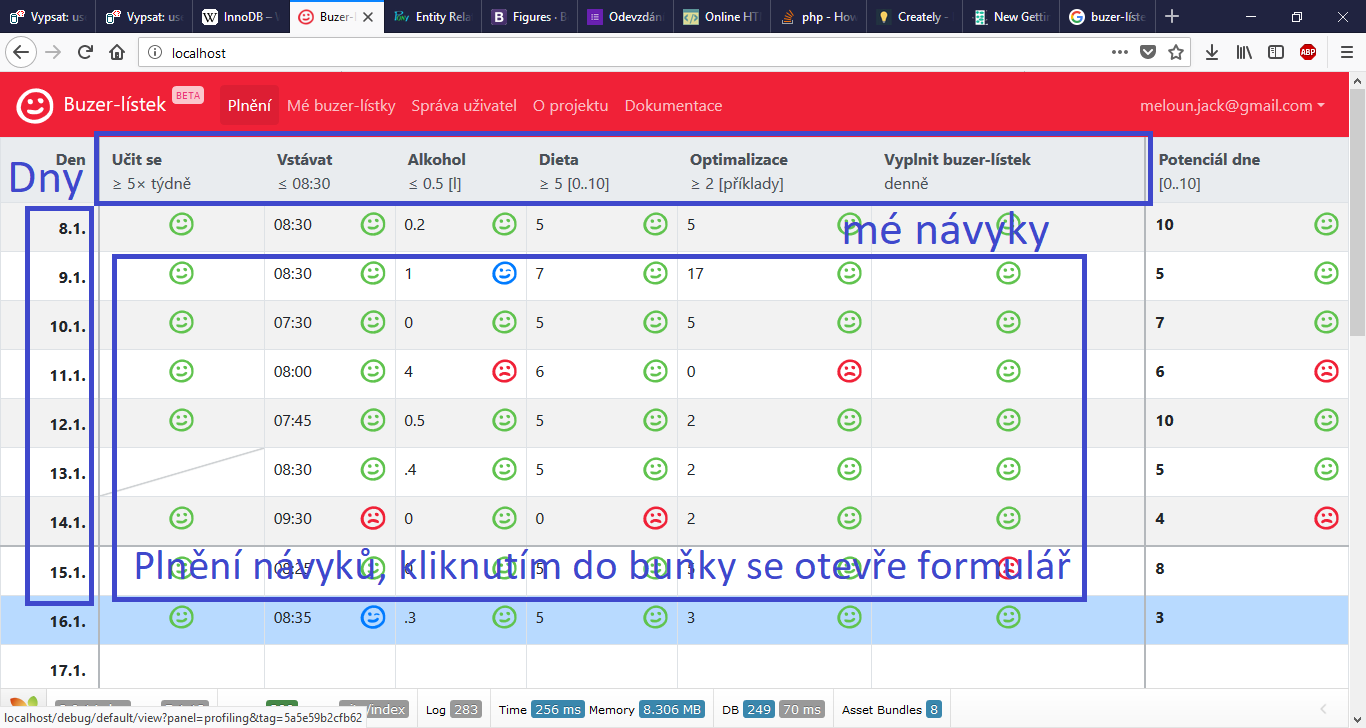 Vypsat: use
Vypsat: use
InnoDB –
Buzer-
Entity Rela
Figures · B
Odevzdán
Online HT
php - How
Creately -
New Getti
buzer-líste
localhost
ABP
Buzer-lístek BETA Plnění Mé buzer-lístky Správa uživatel O projektu Dokumentace meloun.jack@gmail.com
Den Učit se Vstávat Alkohol Dieta Optimalizace Vyplnit buzer-lístek Potenciál dne
≥ 5× týdně ≤ 08:30 ≤ 0.5 [l] ≥ 5 [0..10] ≥ 2 [příklady] denně [0..10]
Dny
mé návyky
8.1. 08:30 0.2 5 5 10
9.1. 08:30 1 7 17 5
10.1. 07:30 0 5 5 7
11.1. 08:00 4 6 0 6
12.1. 07:45 0.5 5 2 10
13.1. 08:30 .4 5 2 5
14.1. 09:30 0 0 2 4
Plnění návyků, kliknutím do buňky se otevře formulář
15.1. 08:25 5 5 8
16.1. 08:35 .3 5 3 3
17.1.
/index Log 283 Time 256 ms Memory 8.306 MB DB 249 70 ms Asset Bundles 8
localhost/debug/default/view?panel=profiling&tag=5a5e59b2cfb62